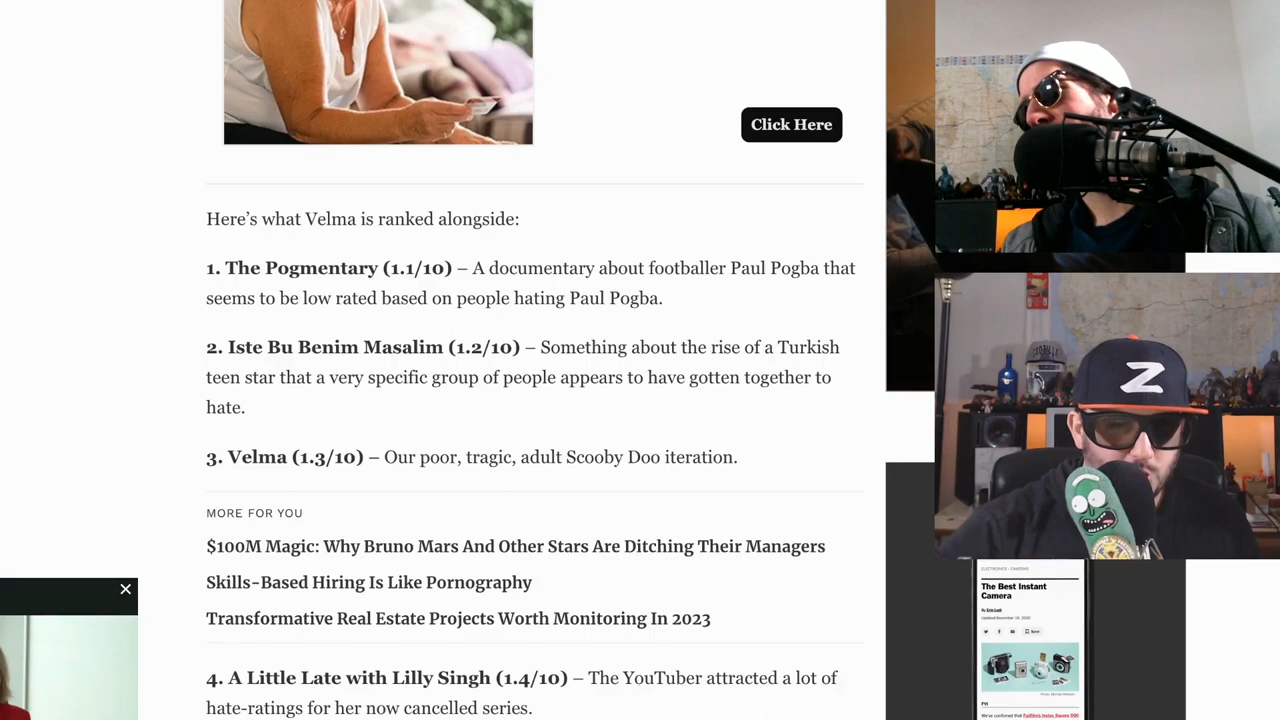 Click Here
Here’s what Velma is ranked alongside:
1. The Pogmentary (1.1/10) – A documentary about footballer Paul Pogba that
seems to be low rated based on people hating Paul Pogba.
2. Iste Bu Benim Masalim (1.2/10) – Something about the rise of a Turkish
teen star that a very specific group of people appears to have gotten together to
hate.
3. Velma (1.3/10) – Our poor, tragic, adult Scooby Doo iteration.
MORE FOR YOU
$100M Magic: Why Bruno Mars And Other Stars Are Ditching Their Managers
Skills-Based Hiring Is Like Pornography
Transformative Real Estate Projects Worth Monitoring In 2023
4. A Little Late with Lilly Singh (1.4/10) – The YouTuber attracted a lot of
hate-ratings for her now cancelled series.
Z
ELECTRONICS › CAMERAS
The Best Instant
Camera
Save
FYI